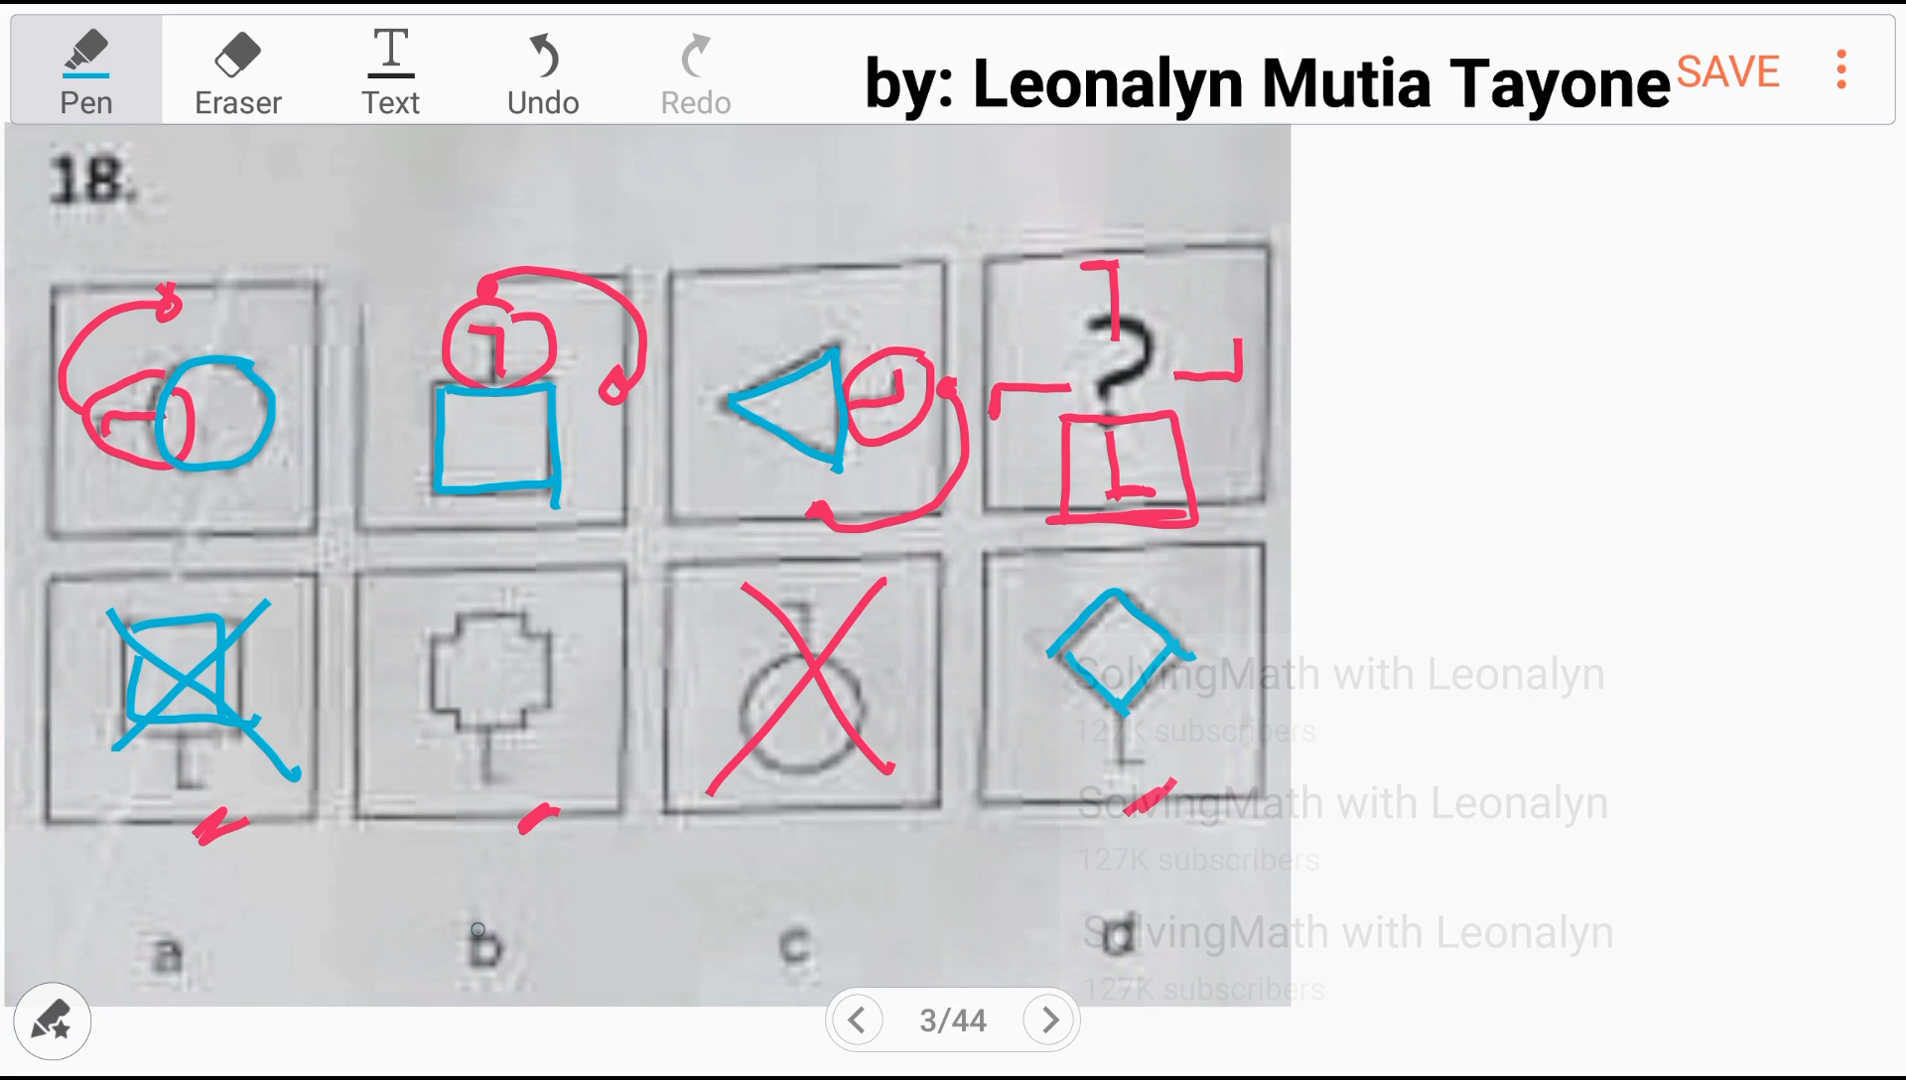 Pen Eraser Text Undo Redo by: Leonalyn Mutia Tayone SAVE
18.
?
SolvingMath with Leonalyn
127K subscribers
SolvingMath with Leonalyn
127K subscribers
a b c d
SolvingMath with Leonalyn
127K subscribers
3/44